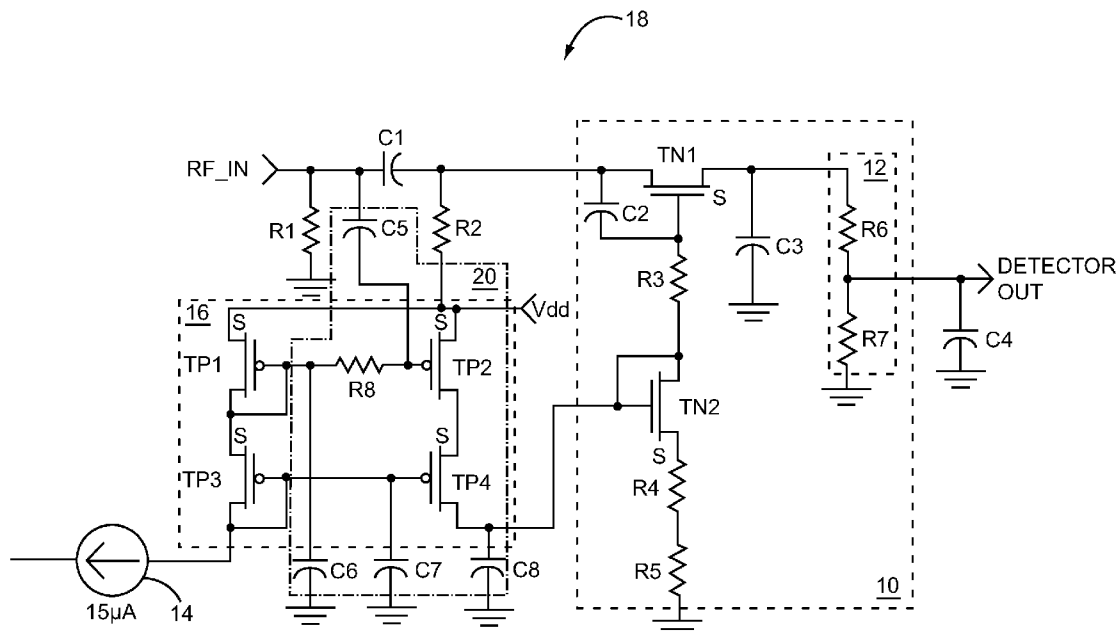 18
C1
RF_IN
TN1
12
R1
C5
R2
C2
S
C3
R6
20
R3
DETECTOR
OUT
16
S
S
Vdd
TP1
R8
TP2
R7
C4
TN2
S
S
S
TP3
TP4
R4
C6
C7
C8
R5
15µA
14
10